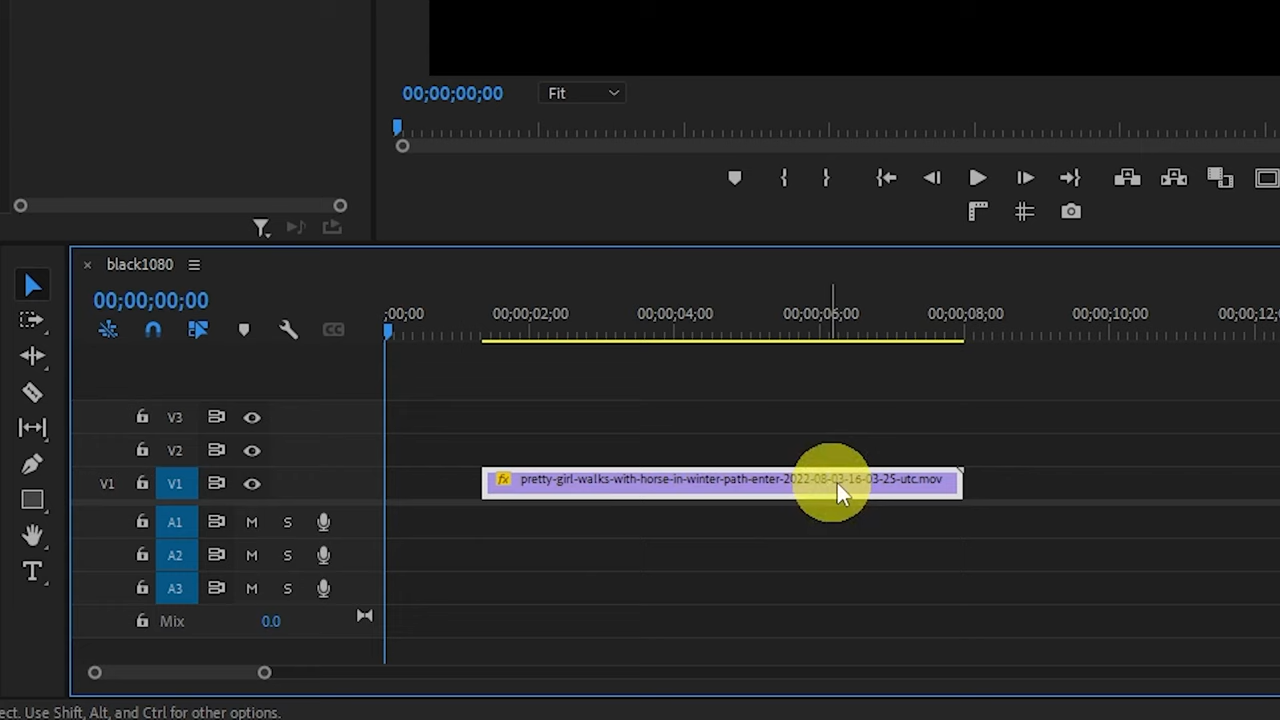 00;00;00;00
Fit
black1080
00;00;00;00
;00;00 00;00;02;00 00;00;04;00 00;00;06;00 00;00;08;00 00;00;10;00 00;00;12;0
V3
V2
V1 V1
fx pretty-girl-walks-with-horse-in-winter-path-enter-2022-08-03-16-03-25-utc.mov
A1 M S
A2 M S
A3 M S
Mix 0.0
ect. Use Shift, Alt, and Ctrl for other options.